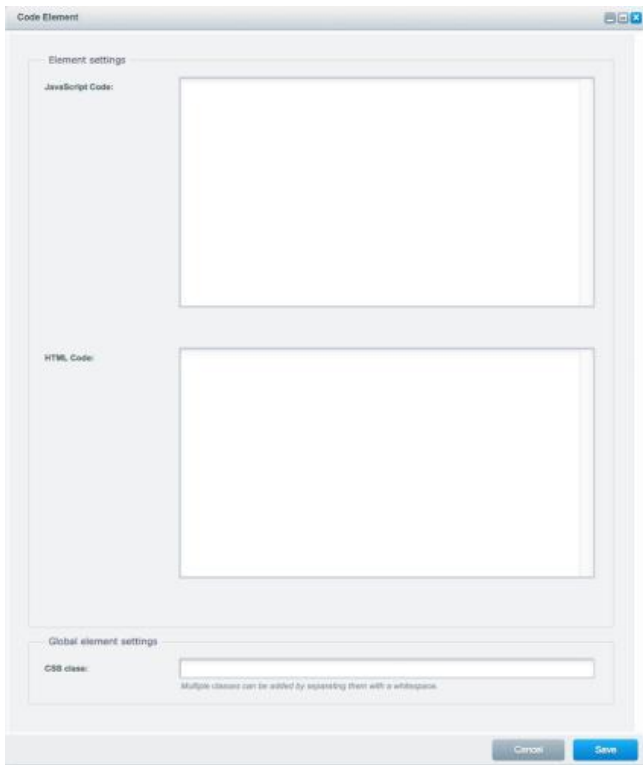 Code Element
Element settings
JavaScript Code:
HTML Code:
Global element settings
CSS class:
Multiple classes can be added by separating them with a whitespace.
Cancel
Save